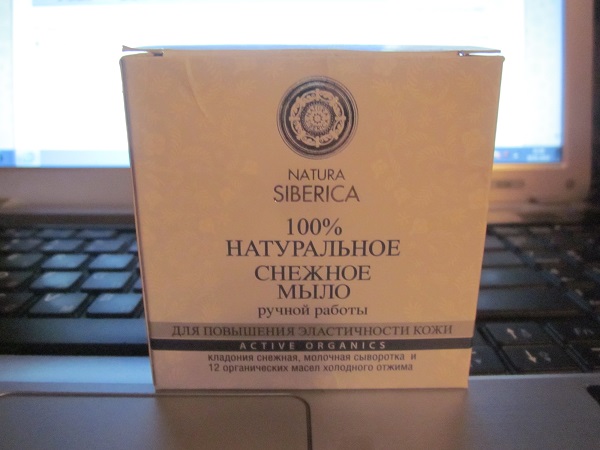 NATURA
SIBERICA
100%
НАТУРАЛЬНОЕ
СНЕЖНОЕ
МЫЛО
ручной работы
ДЛЯ ПОВЫШЕНИЯ ЭЛАСТИЧНОСТИ КОЖИ
ACTIVE ORGANICS
кладония снежная, молочная сыворотка и
12 органических масел холодного отжима